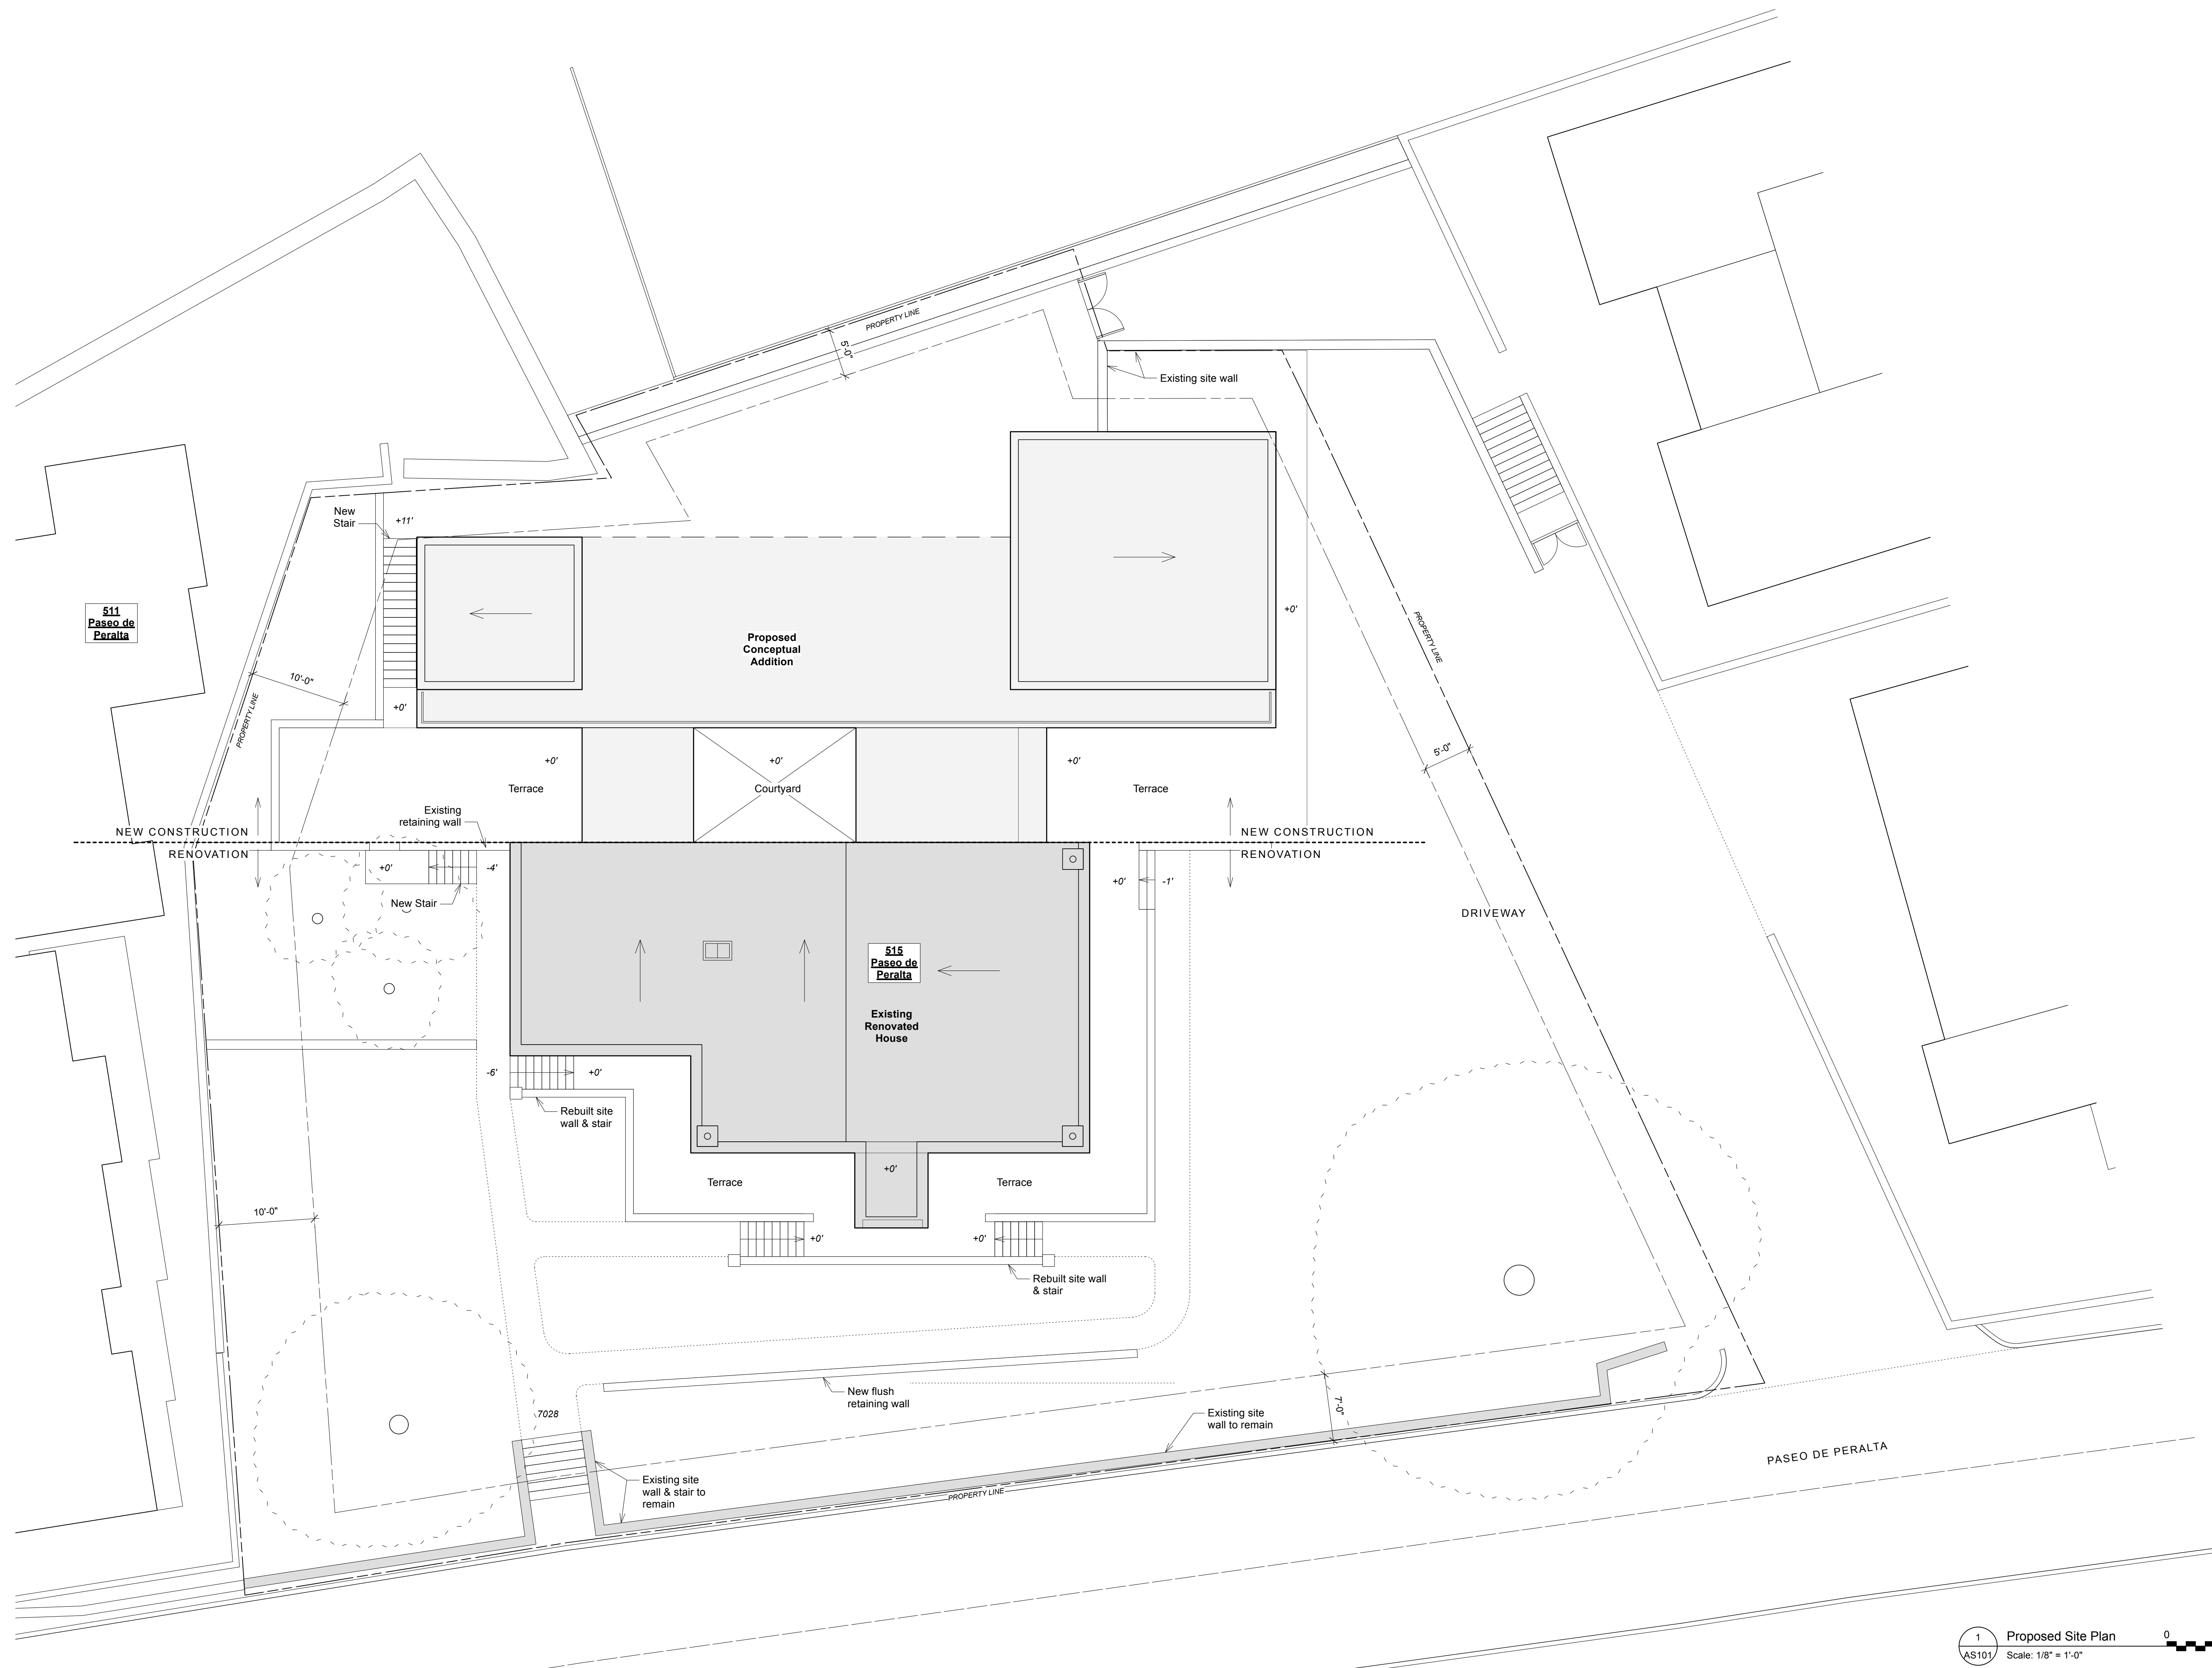 PROPERTY LINE
5'-0"
Existing site wall
New
Stair
+11'
511
Paseo de
Peralta
+0'
PROPERTY LINE
Proposed
Conceptual
Addition
10'-0"
PROPERTY LINE
+0'
5'-0"
+0'
+0'
+0'
Terrace
Courtyard
Terrace
Existing
retaining wall
NEW CONSTRUCTION
NEW CONSTRUCTION
RENOVATION
RENOVATION
+0'
-4'
+0'
-1'
New Stair
DRIVEWAY
515
Paseo de
Peralta
Existing
Renovated
House
-6'
+0'
Rebuilt site
wall & stair
+0'
Terrace
Terrace
10'-0"
+0'
+0'
Rebuilt site wall
& stair
New flush
retaining wall
7'-0"
7028
Existing site
wall to remain
PASEO DE PERALTA
Existing site
wall & stair to
remain
PROPERTY LINE
1
AS101
Proposed Site Plan
Scale: 1/8" = 1'-0"
0